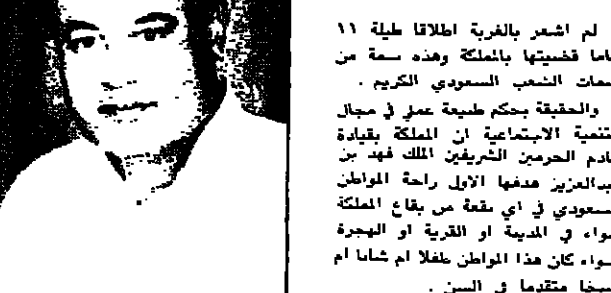 لم اشعر بالغربة اطلاقا طيلة ١١
عاما قضيتها بالمملكة وهذه سمة من
سمات الشعب السعودي الكريم .
والحقيقة بحكم طبيعة عملي في مجال
التنمية الاجتماعية ان المملكة بقيادة
خادم الحرمين الشريفين الملك فهد بن
عبدالعزيز هدفها الاول راحة المواطن
السعودي في اي بقعة من بقاع المملكة
سواء في المدينة او القرية او الهجرة
سواء كان هذا المواطن طفلا ام شابا ام
شيخا متقدما في السن .